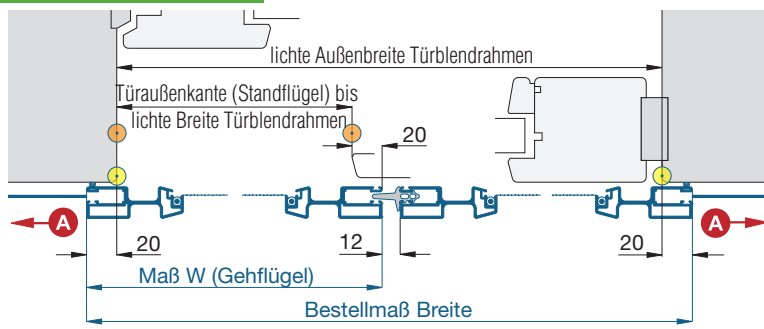 lichte Außenbreite Türblendrahmen
Türaußenkante (Standflügel) bis
lichte Breite Türblendrahmen
20
A
A
20
12
20
Maß W (Gehflügel)
Bestellmaß Breite